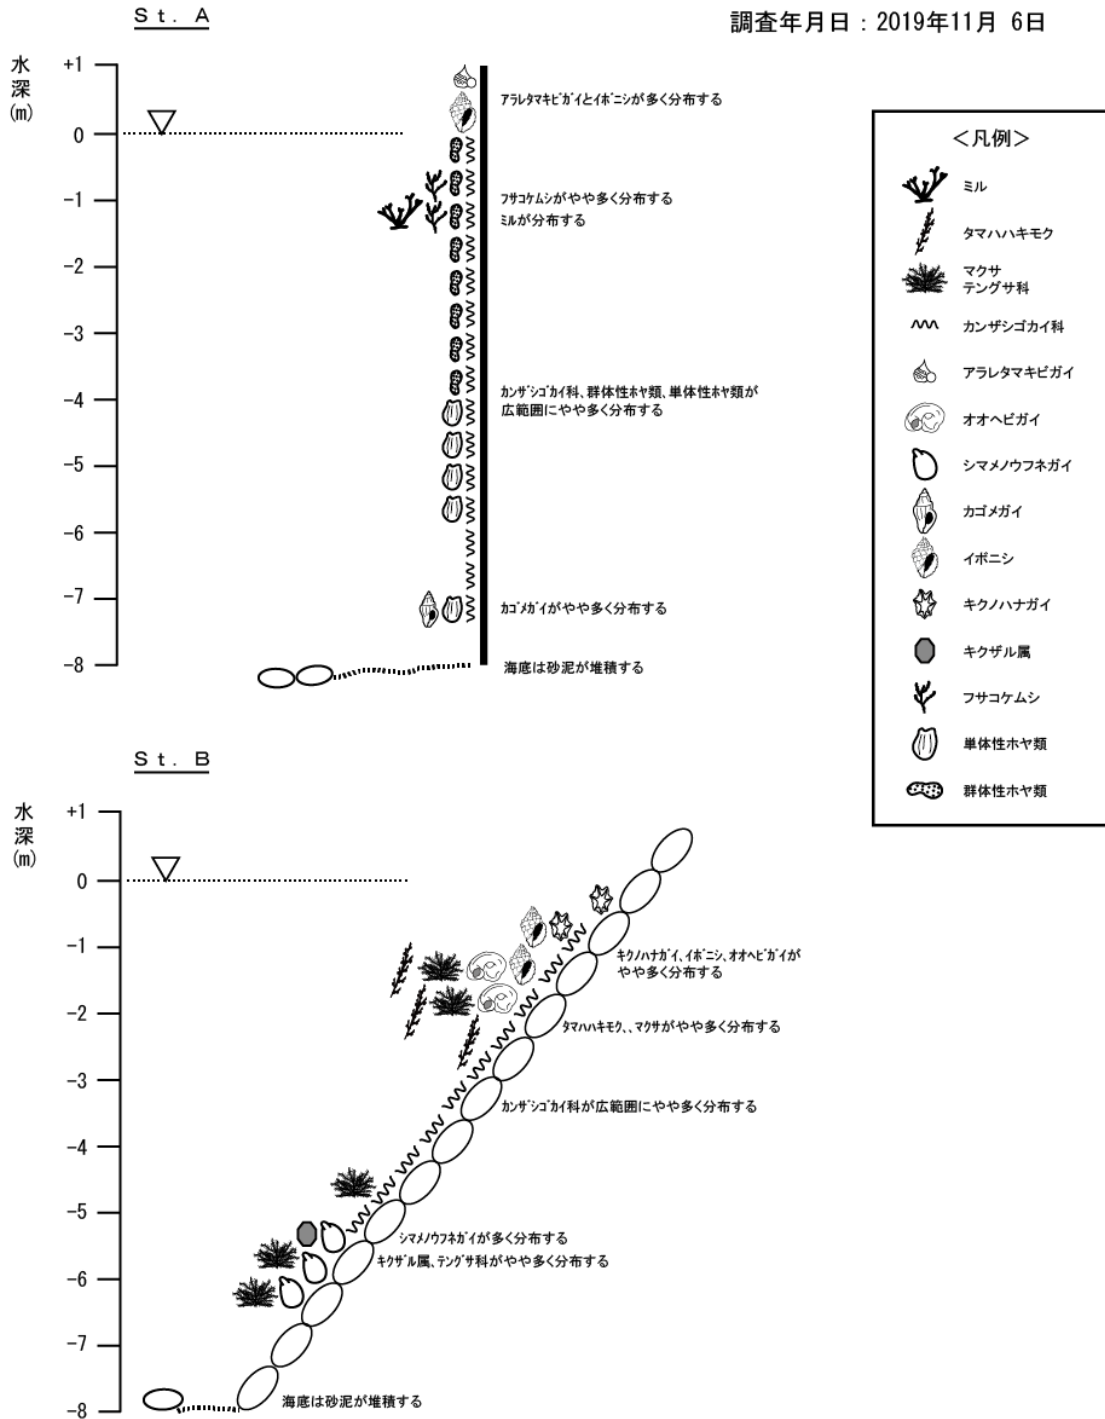 St. A
調査年月日：2019年11月 6日
水
深
(m)
+1
0
-1
-2
-3
-4
-5
-6
-7
-8
ｱﾗﾚﾀﾏｷﾋﾞｶﾞｲとｲﾎﾞﾆｼが多く分布する
ﾌｻｺｹﾑｼがやや多く分布する
ﾐﾙが分布する
ｶﾝｻﾞｼｺﾞｶｲ科、群体性ﾎﾔ類、単体性ﾎﾔ類が
広範囲にやや多く分布する
ｶｺﾞﾒｶﾞｲがやや多く分布する
海底は砂泥が堆積する
＜凡例＞
ミル
タマハハキモク
マクサ
テングサ科
カンザシゴカイ科
アラレタマキビガイ
オオヘビガイ
シマメノウフネガイ
カゴメガイ
イボニシ
キクノハナガイ
キクザル属
フサコケムシ
単体性ホヤ類
群体性ホヤ類
St. B
水
深
(m)
+1
0
-1
-2
-3
-4
-5
-6
-7
-8
ｷｸﾉﾊﾅｶﾞｲ､ｲﾎﾞﾆｼ､ｵｵﾍﾋﾞｶﾞｲが
やや多く分布する
ﾀﾏﾊﾊｷﾓｸ､､ﾏｸｻがやや多く分布する
ｶﾝｻﾞｼｺﾞｶｲ科が広範囲にやや多く分布する
ｼﾏﾒﾉｳﾌﾈｶﾞｲが多く分布する
ｷｸｻﾞﾙ属､ﾃﾝｸﾞｻ科がやや多く分布する
海底は砂泥が堆積する